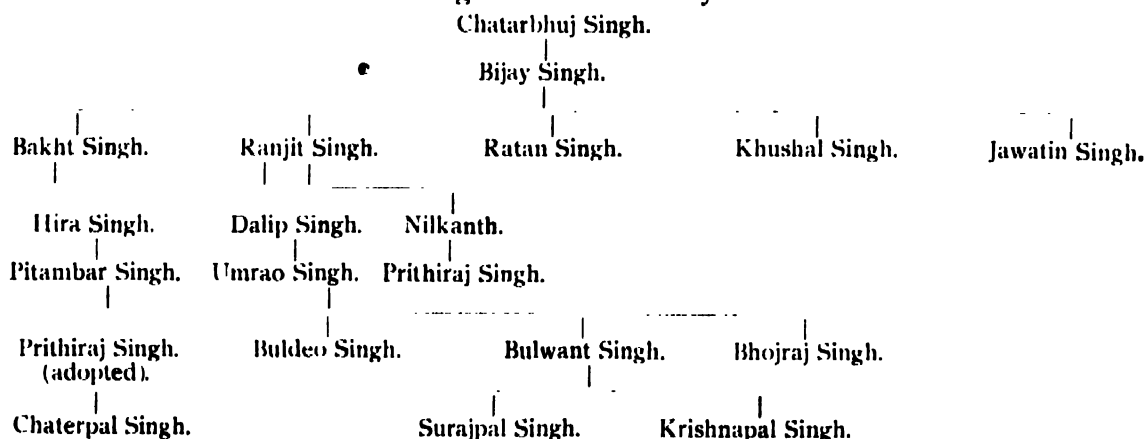 Chatarbhuj Singh.
Bijay Singh.
Bakht Singh. Ranjit Singh. Ratan Singh. Khushal Singh. Jawatin Singh.
Hira Singh. Dalip Singh. Nilkanth.
Pitambar Singh. Umrao Singh. Prithiraj Singh.
Prithiraj Singh. Buldeo Singh. Bulwant Singh. Bhojraj Singh.
(adopted).
Chaterpal Singh. Surajpal Singh. Krishnapal Singh.